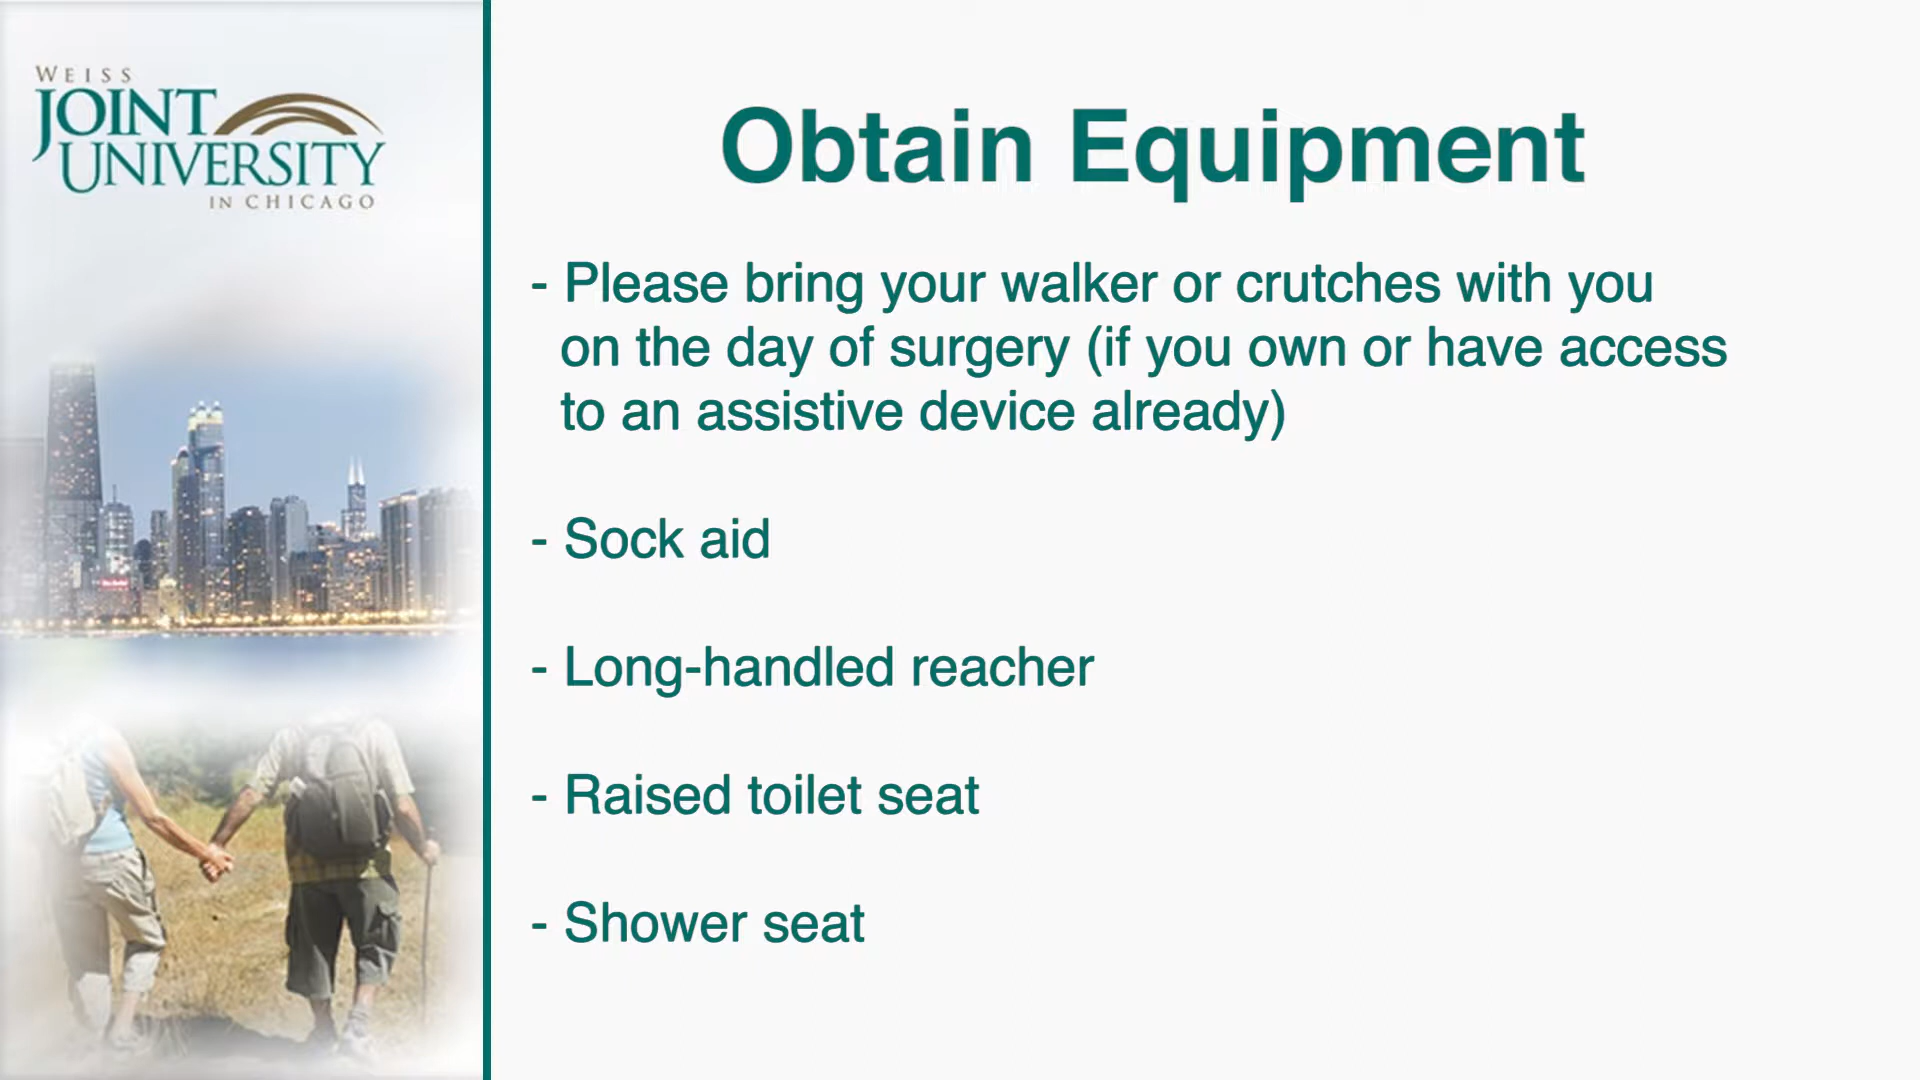 WEISS
JOINT
UNIVERSITY
IN CHICAGO
Obtain Equipment
- Please bring your walker or crutches with you
on the day of surgery (if you own or have access
to an assistive device already)
- Sock aid
- Long-handled reacher
- Raised toilet seat
- Shower seat